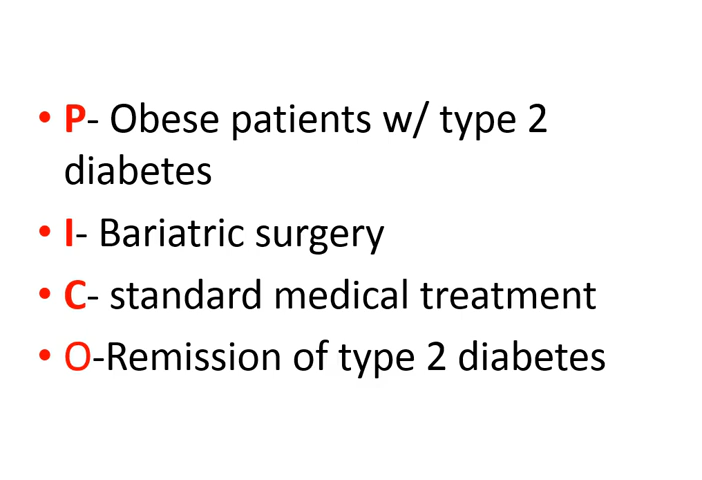 • P- Obese patients w/ type 2
diabetes
• I- Bariatric surgery
• C- standard medical treatment
• O-Remission of type 2 diabetes